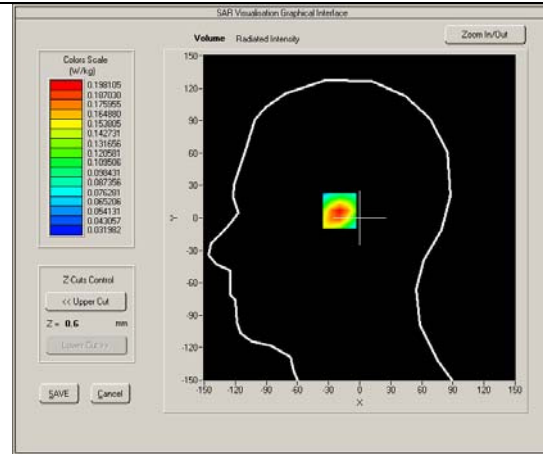 SAR Visualisation Graphical Interface
Volume Radiated Intensity
Zoom In/Out
Colors Scale
(W/kg)
0.198105
0.187030
0.175955
0.164880
0.153805
0.142731
0.131656
0.120581
0.109506
0.098431
0.087356
0.076281
0.065206
0.054131
0.043057
0.031982
Z Cuts Control
<< Upper Cut
Z = 0.6 mm
Lower Cut >>
SAVE Cancel
150-
120-
90-
60-
30-
0-
-30-
-60-
-90-
-120-
-150-
Y
-150 -120 -90 -60 -30 0 30 60 90 120 150
X